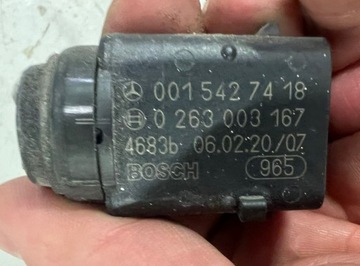 001 542 74 18
0 263 003 167
4683b 06.02.20/07
BOSCH 965